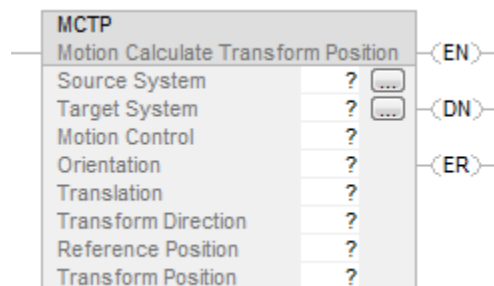 MCTP
Motion Calculate Transform Position (EN)
Source System ? ...
Target System ? ... (DN)
Motion Control ?
Orientation ? (ER)
Translation ?
Transform Direction ?
Reference Position ?
Transform Position ?